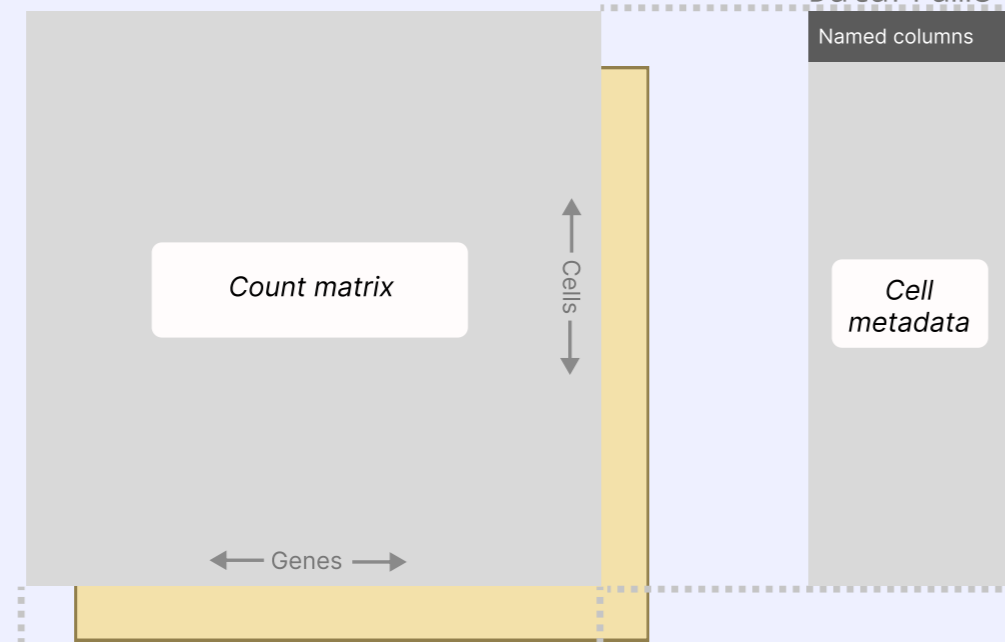 Named columns
Count matrix
Cells
Cell
metadata
Genes